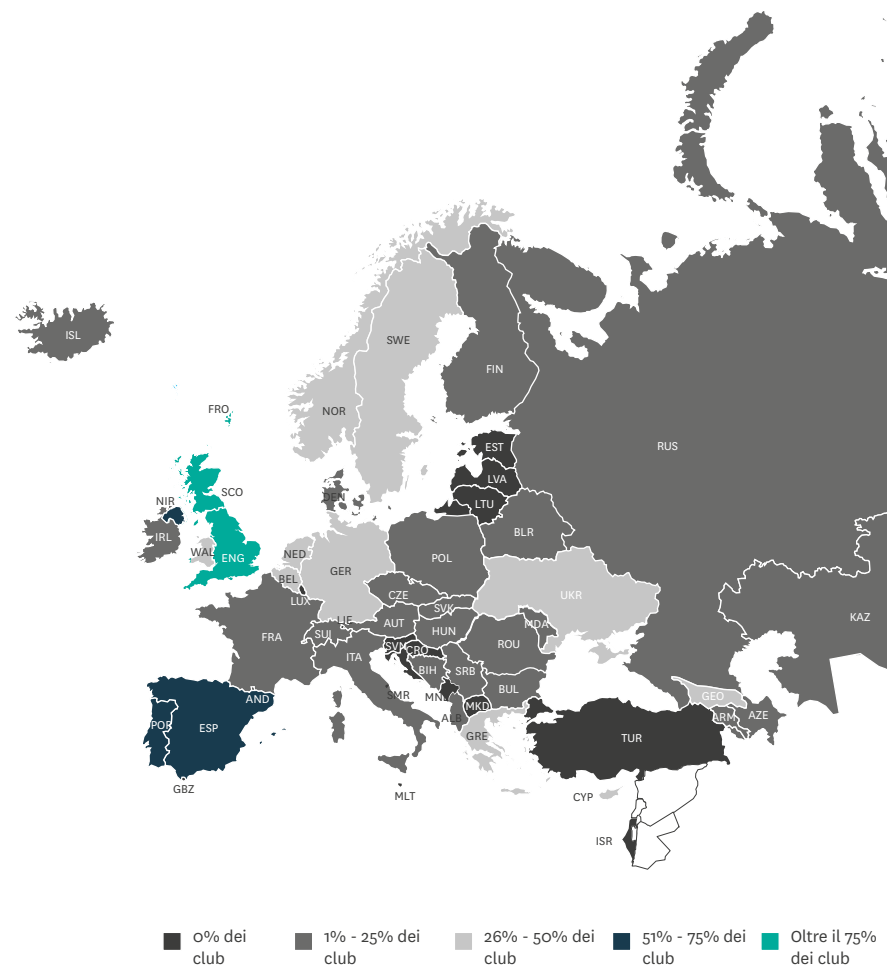 ISL
SWE
FIN
FRO
NOR
RUS
EST
LVA
SCO
DEN
NIR
LTU
BLR
IRL
WAL
ENG
NED
POL
GER
BEL
CZE
UKR
LUX
SVK
KAZ
LIE
AUT
MDA
FRA
SUI
HUN
ROU
ITA
SVN
CRO
BIH
SRB
AND
SMR
MNE
BUL
GEO
POR
ESP
MKD
ALB
ARM
AZE
GRE
TUR
GBZ
MLT
CYP
ISR
0% dei
club
1% - 25% dei
club
26% - 50% dei
club
51% - 75% dei
club
Oltre il 75%
dei club